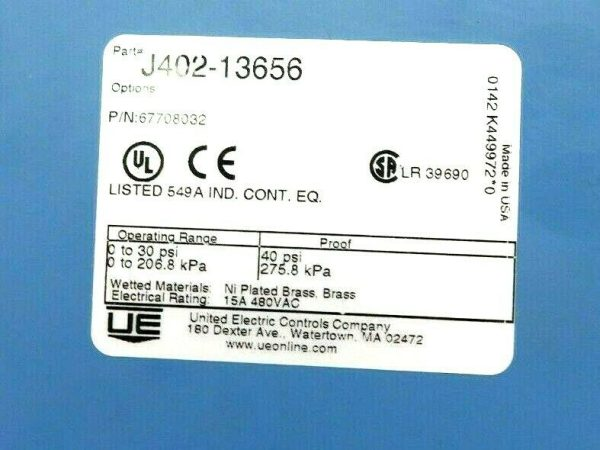 Part#
J402-13656
Options
P/N:67708032
UL CE SA LR 39690
LISTED 549A IND. CONT. EQ.
Made in USA
0142 K449972*0
Operating Range Proof
0 to 30 psi 40 psi
0 to 206.8 kPa 275.8 kPa
Wetted Materials: Ni Plated Brass, Brass
Electrical Rating: 15A 480VAC
UE
United Electric Controls Company
180 Dexter Ave., Watertown, MA 02472
www.ueonline.com